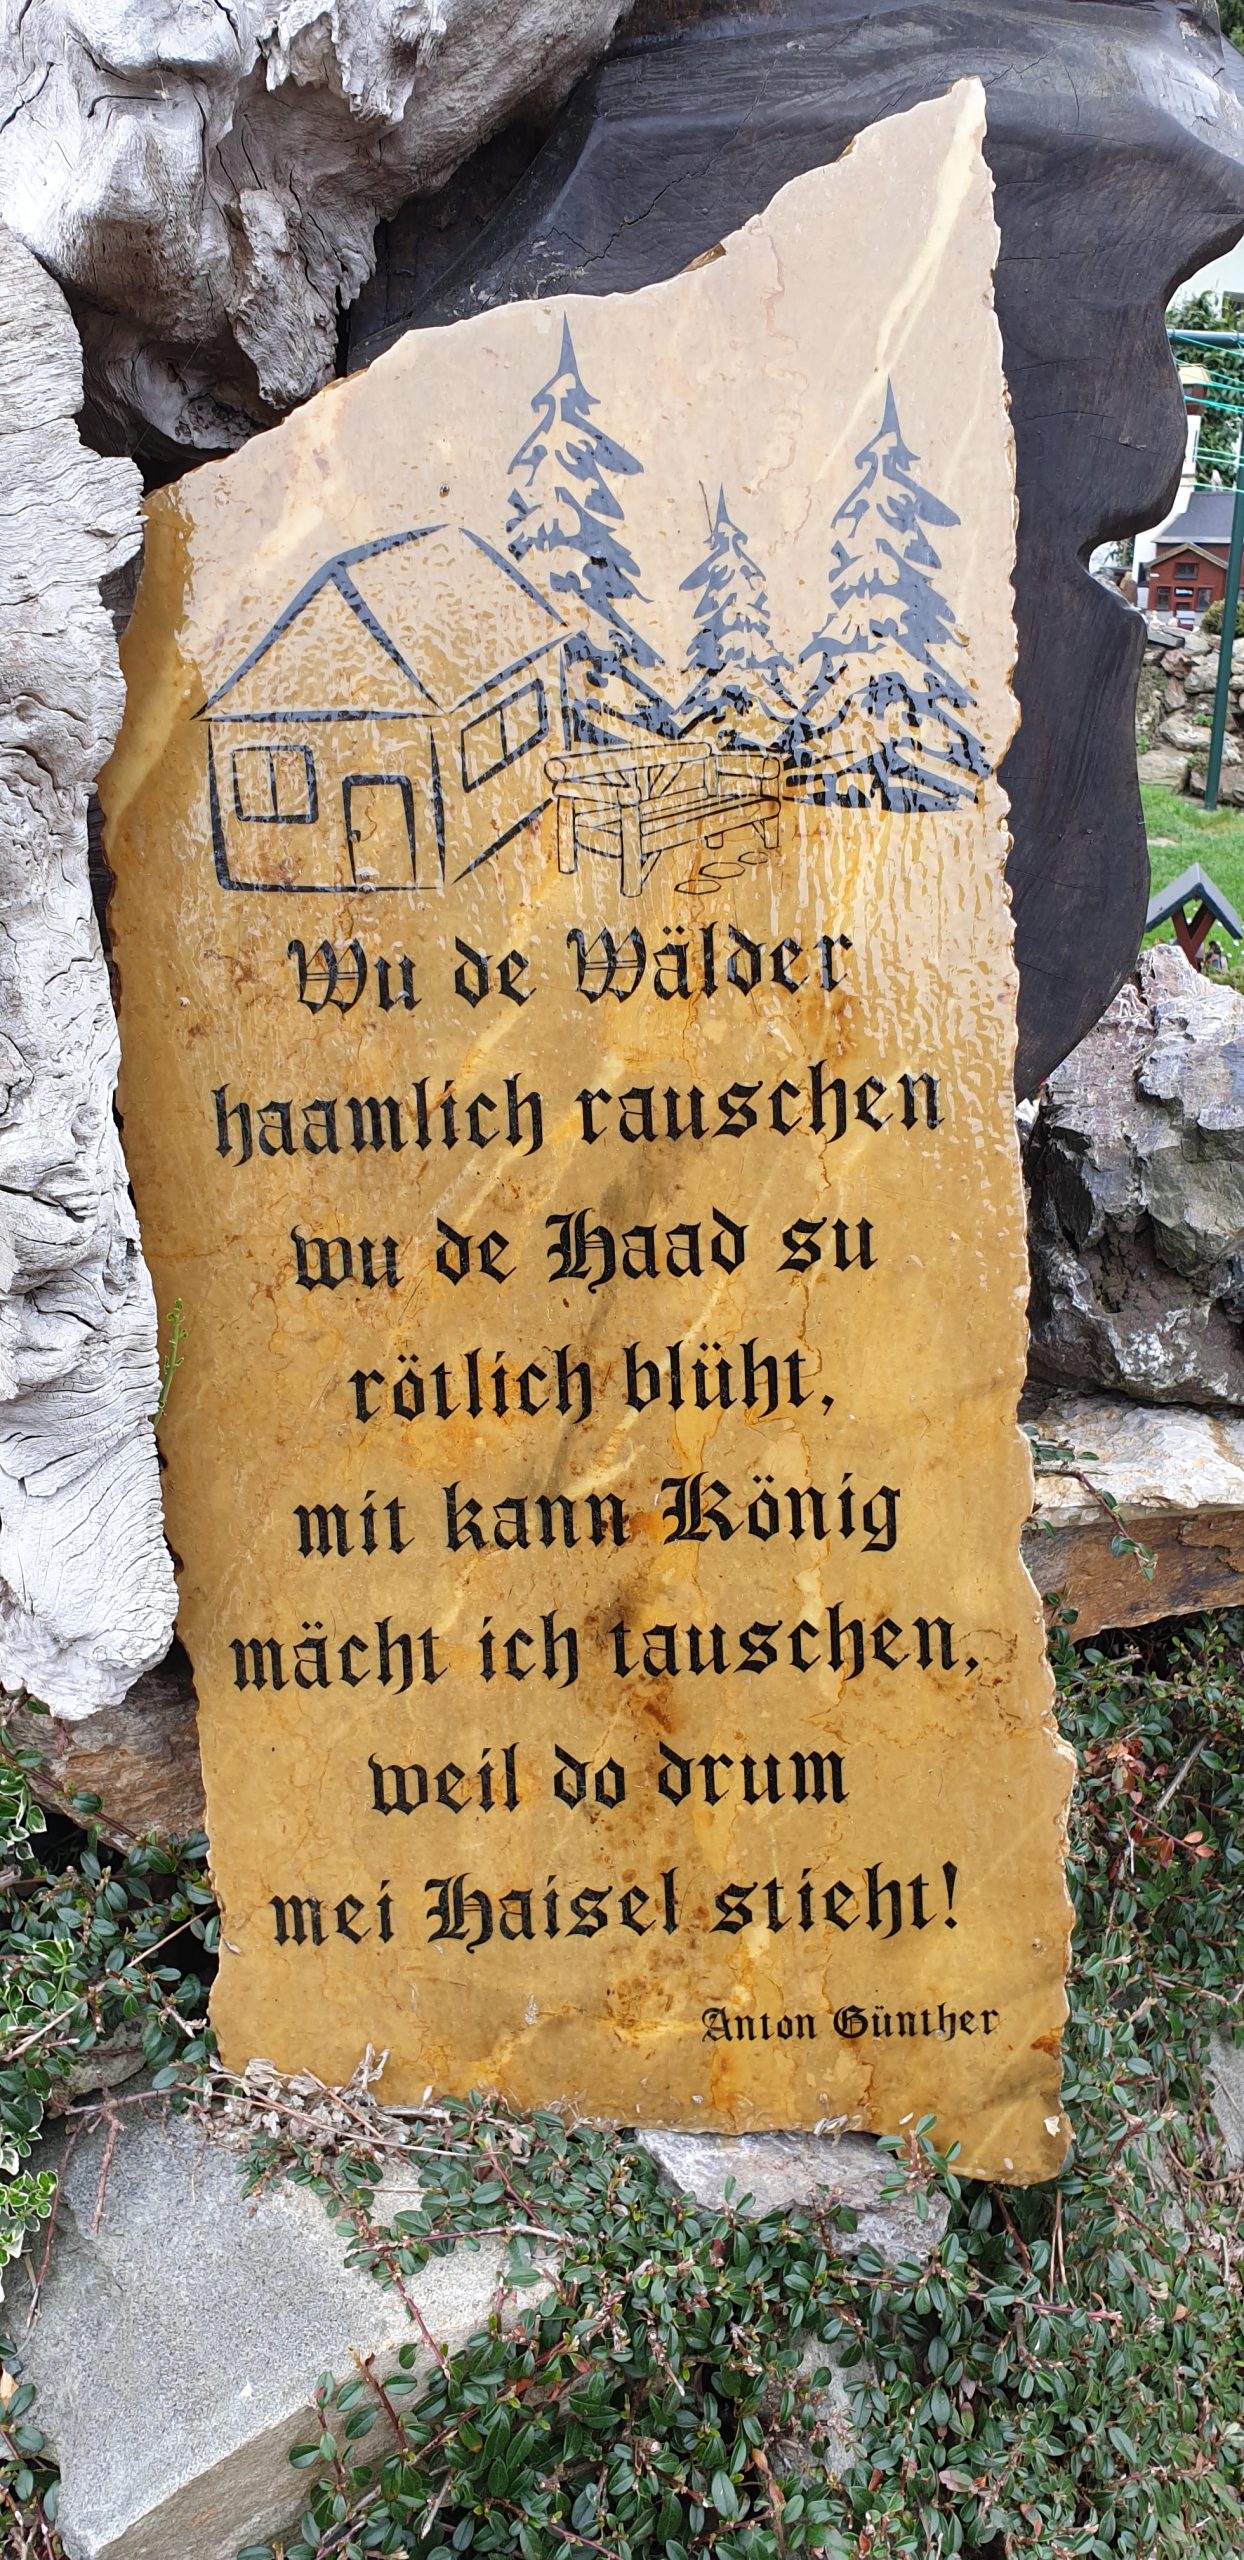 Wu de Wälder
haamlich rauschen
wu de Haad su
rötlich blüht,
mit kann König
mächt ich tauschen,
weil do drum
mei Haisel stieht!
Anton Günther